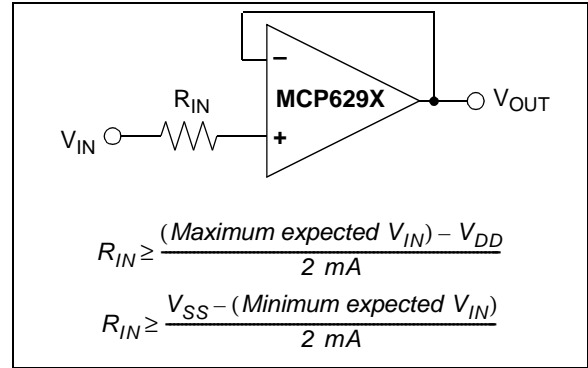 −
R_IN
MCP629X
V_OUT
V_IN
+
R_IN ≥ ((Maximum expected V_IN) – V_DD) / 2 mA
R_IN ≥ (V_SS – (Minimum expected V_IN)) / 2 mA